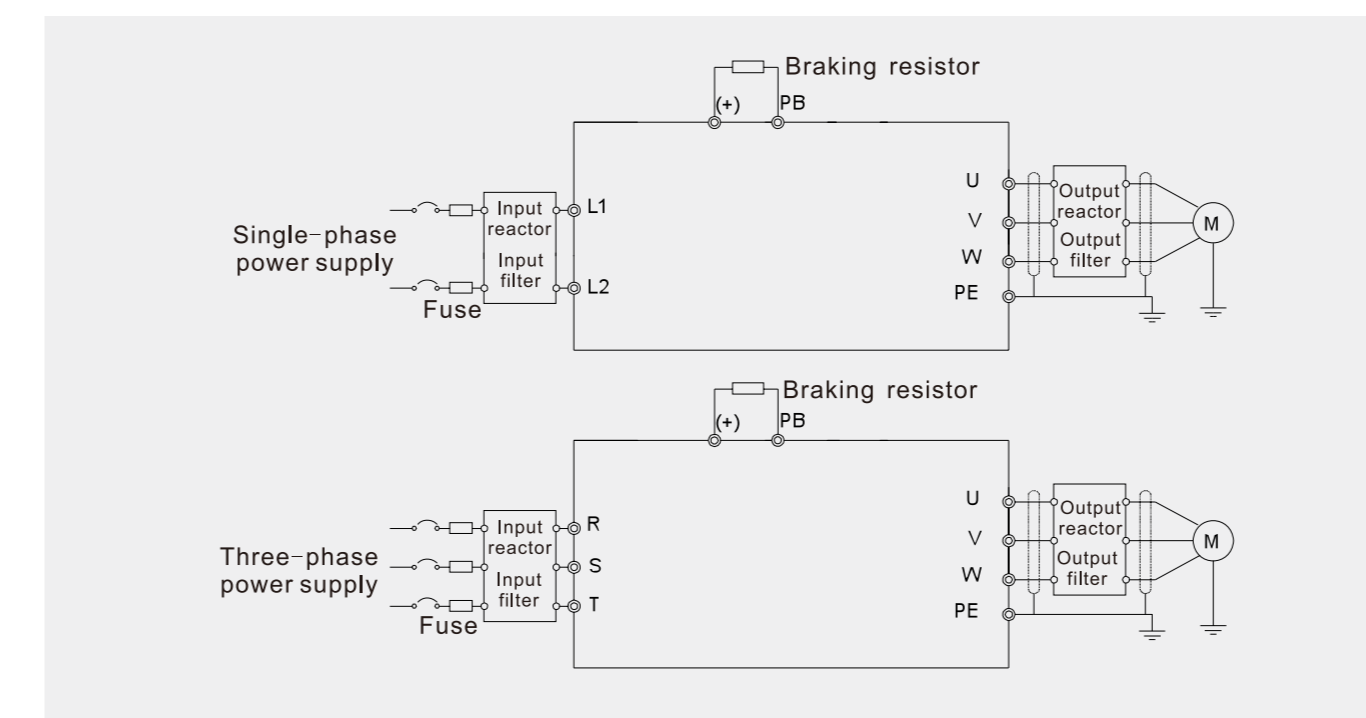 Braking resistor
(+)
PB
U
Output
reactor
V
M
Output
filter
W
PE
L1
Input
reactor
Single-phase
power supply
Input
filter
L2
Fuse
Braking resistor
(+)
PB
U
Output
reactor
V
M
Output
filter
W
PE
R
Input
reactor
Three-phase
power supply
S
Input
filter
T
Fuse